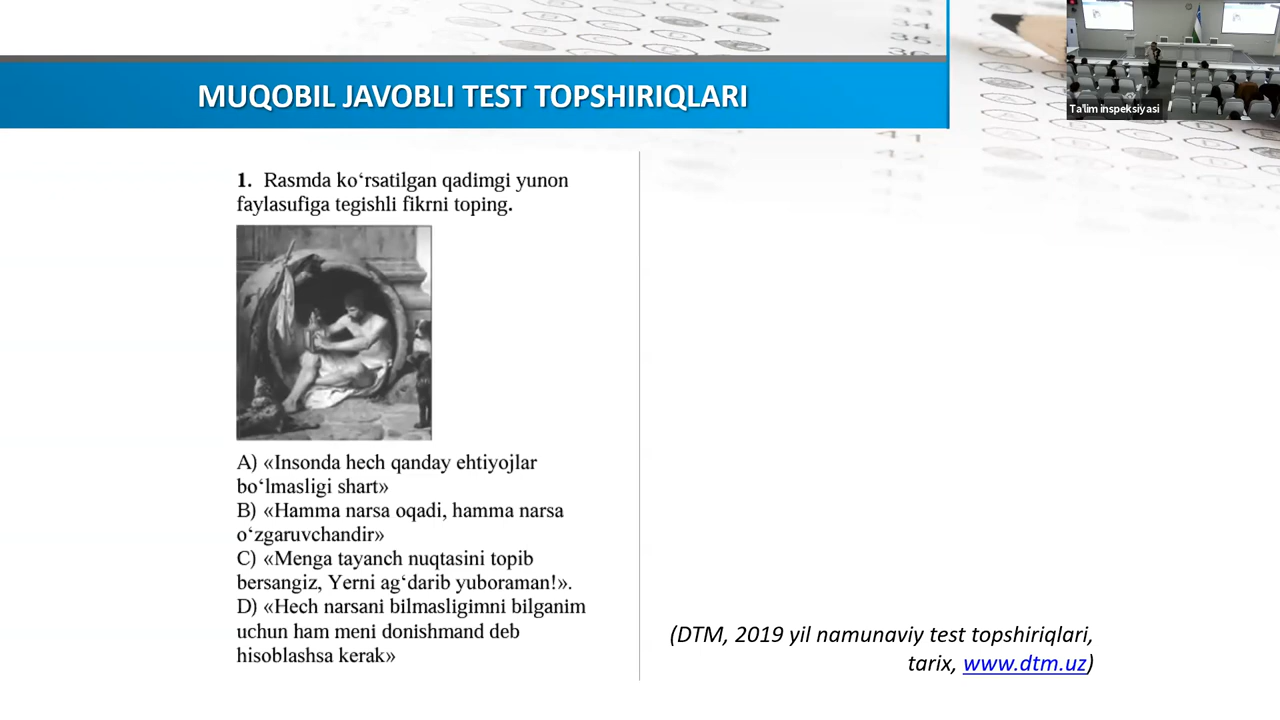 MUQOBIL JAVOBLI TEST TOPSHIRIQLARI
Ta'lim inspeksiyasi
1. Rasmda ko‘rsatilgan qadimgi yunon
faylasufiga tegishli fikrni toping.
A) «Insonda hech qanday ehtiyojlar
bo‘lmasligi shart»
B) «Hamma narsa oqadi, hamma narsa
o‘zgaruvchandir»
C) «Menga tayanch nuqtasini topib
bersangiz, Yerni ag‘darib yuboraman!».
D) «Hech narsani bilmasligimni bilganim
uchun ham meni donishmand deb
hisoblashsa kerak»
(DTM, 2019 yil namunaviy test topshiriqlari,
tarix, www.dtm.uz)